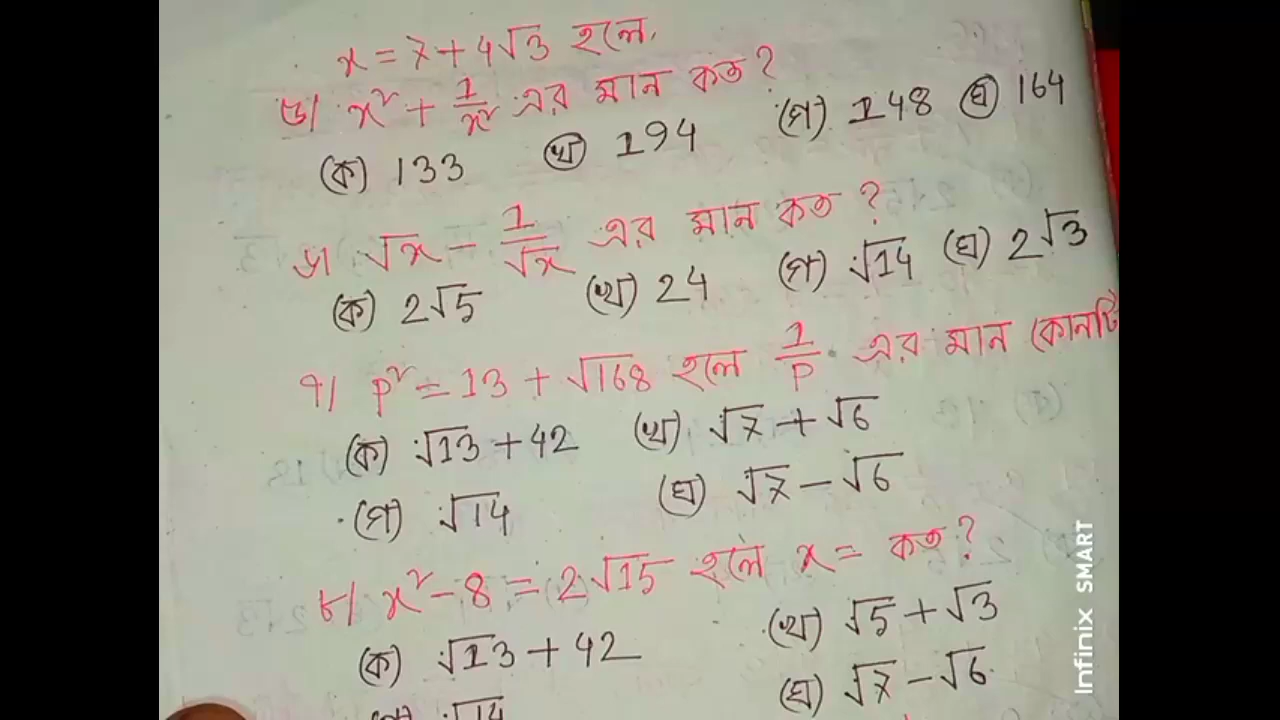 x = 7 + 4√3 হলে,
৫। x² + 1/x² এর মান কত?
(ক) 133 (খ) 194 (গ) 148 (ঘ) 164
৬। √x − 1/√x এর মান কত?
(ক) 2√5 (খ) 24 (গ) √14 (ঘ) 2√3
৭। p² = 13 + √168 হলে 1/p এর মান কোনটি
(ক) √13 + 42 (খ) √7 + √6
(গ) √14 (ঘ) √7 − √6
৮। x² − 8 = 2√15 হলে x = কত?
(ক) √13 + 42 (খ) √5 + √3
(গ) √14 (ঘ) √7 − √6
Infinix SMART